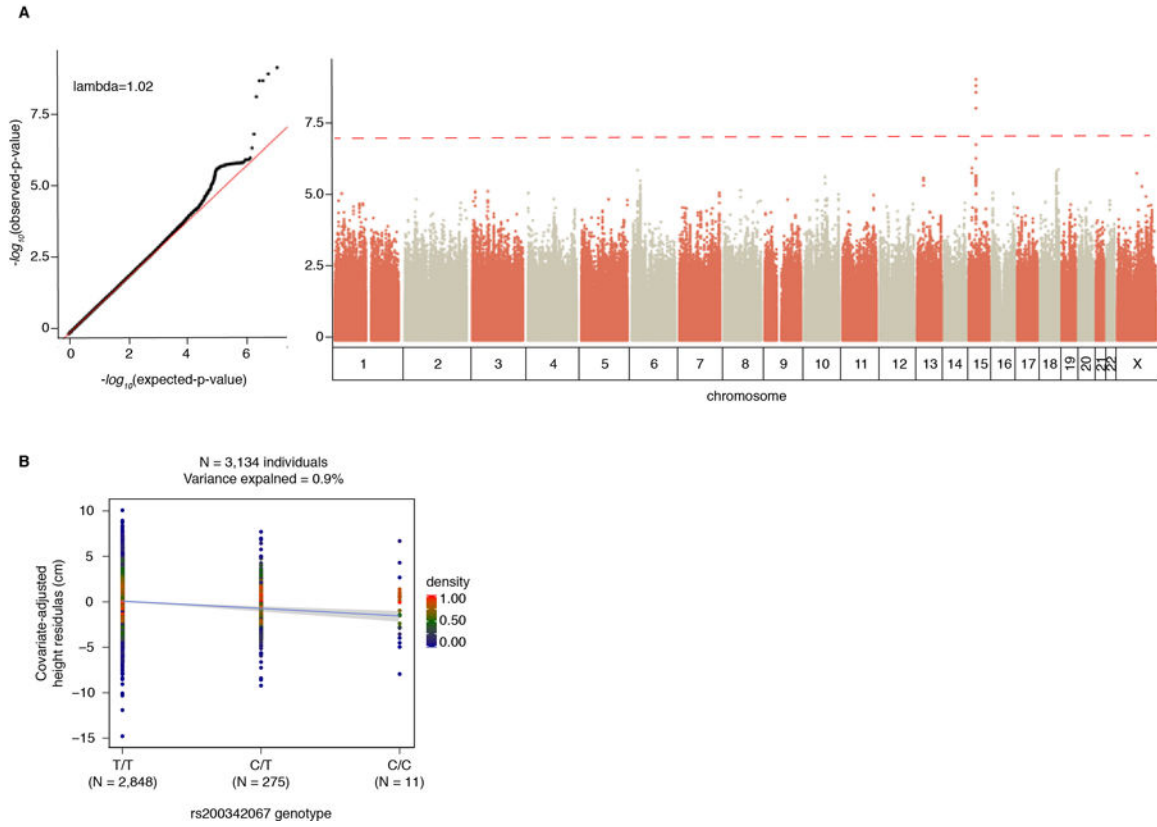 A
lambda=1.02
-log10(observed-p-value)
7.5
5.0
2.5
0
0 2 4 6
-log10(expected-p-value)
7.5
5.0
2.5
0
1 2 3 4 5 6 7 8 9 10 11 12 13 14 15 16 17 18 19 20 21 22 X
chromosome
B
N = 3,134 individuals
Variance expalned = 0.9%
Covariate-adjusted
height residulas (cm)
10
5
0
−5
−10
−15
density
1.00
0.50
0.00
T/T C/T C/C
(N = 2,848) (N = 275) (N = 11)
rs200342067 genotype